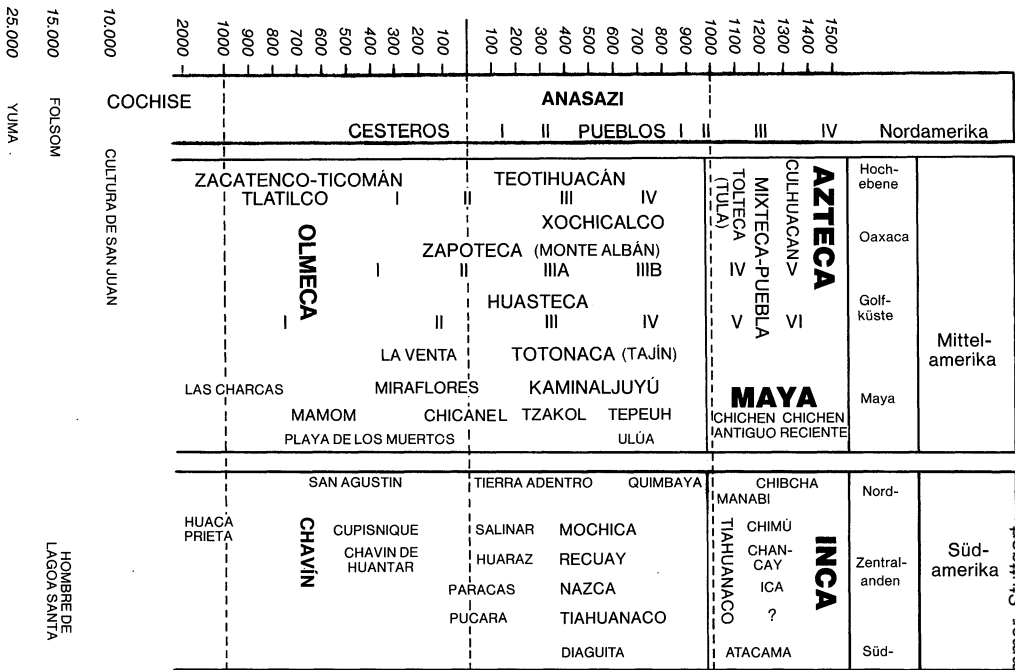 25.000
15.000
10.000
2000
1000
700
500
400
300
200
100
100
200
300
400
500
600
700
800
900
1000
1100
1200
1300
1400
1500
YUMA
FOLSOM
COCHISE
ANASAZI
CESTEROS I II PUEBLOS I II III IV Nordamerika
CULTURA DE SAN JUAN
ZACATENCO-TICOMÁN
TEOTIHUACÁN
TLATILCO I II III IV
XOCHICALCO
OLMECA
ZAPOTECA (MONTE ALBÁN)
I II IIIA IIIB IV V
HUASTECA
I II III IV V VI
TOLTECA
(TULA)
MIXTECA-PUEBLA
CULHUACAN
AZTECA
Hoch-
ebene
Oaxaca
Golf-
küste
Mittel-
amerika
LA VENTA TOTONACA (TAJÍN)
LAS CHARCAS MIRAFLORES KAMINALJUYÚ MAYA Maya
MAMOM CHICANEL TZAKOL TEPEUH
CHICHEN CHICHEN
ANTIGUO RECIENTE
PLAYA DE LOS MUERTOS ULÚA
SAN AGUSTIN TIERRA ADENTRO QUIMBAYA CHIBCHA Nord-
MANABI
HUACA
PRIETA
CHAVÍN
CUPISNIQUE SALINAR MOCHICA CHIMÚ
CHAVIN DE
HUANTAR
HUARAZ RECUAY
CHAN-
CAY
PARACAS NAZCA ICA
PUCARA TIAHUANACO ?
TIAHUANACO
INCA
Zentral-
anden
Süd-
amerika
DIAGUITA ATACAMA Süd-
HOMBRE DE
LAGOA SANTA